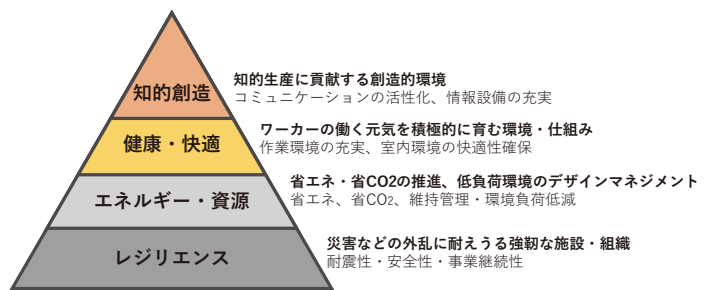 知的創造
知的生産に貢献する創造的環境
コミュニケーションの活性化、情報設備の充実
健康・快適
ワーカーの働く元気を積極的に育む環境・仕組み
作業環境の充実、室内環境の快適性確保
エネルギー・資源
省エネ・省CO2の推進、低負荷環境のデザインマネジメント
省エネ、省CO2、維持管理・環境負荷低減
レジリエンス
災害などの外乱に耐えうる強靭な施設・組織
耐震性・安全性・事業継続性